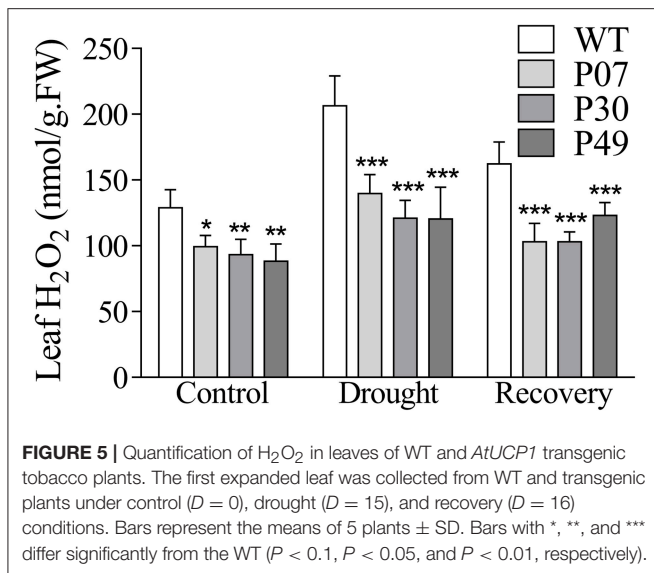 WT
P07
P30
P49
Leaf H₂O₂ (nmol/g.FW)
250
200
150
100
50
0
* ** **
*** *** ***
*** *** ***
Control Drought Recovery
FIGURE 5 | Quantification of H₂O₂ in leaves of WT and AtUCP1 transgenic
tobacco plants. The first expanded leaf was collected from WT and transgenic
plants under control (D = 0), drought (D = 15), and recovery (D = 16)
conditions. Bars represent the means of 5 plants ± SD. Bars with *, **, and ***
differ significantly from the WT (P < 0.1, P < 0.05, and P < 0.01, respectively).